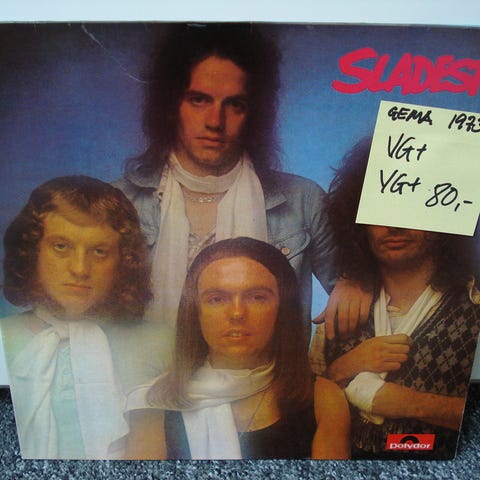 SLADEST
GEMA 1973
VG+
VG+ 80,-
Polydor